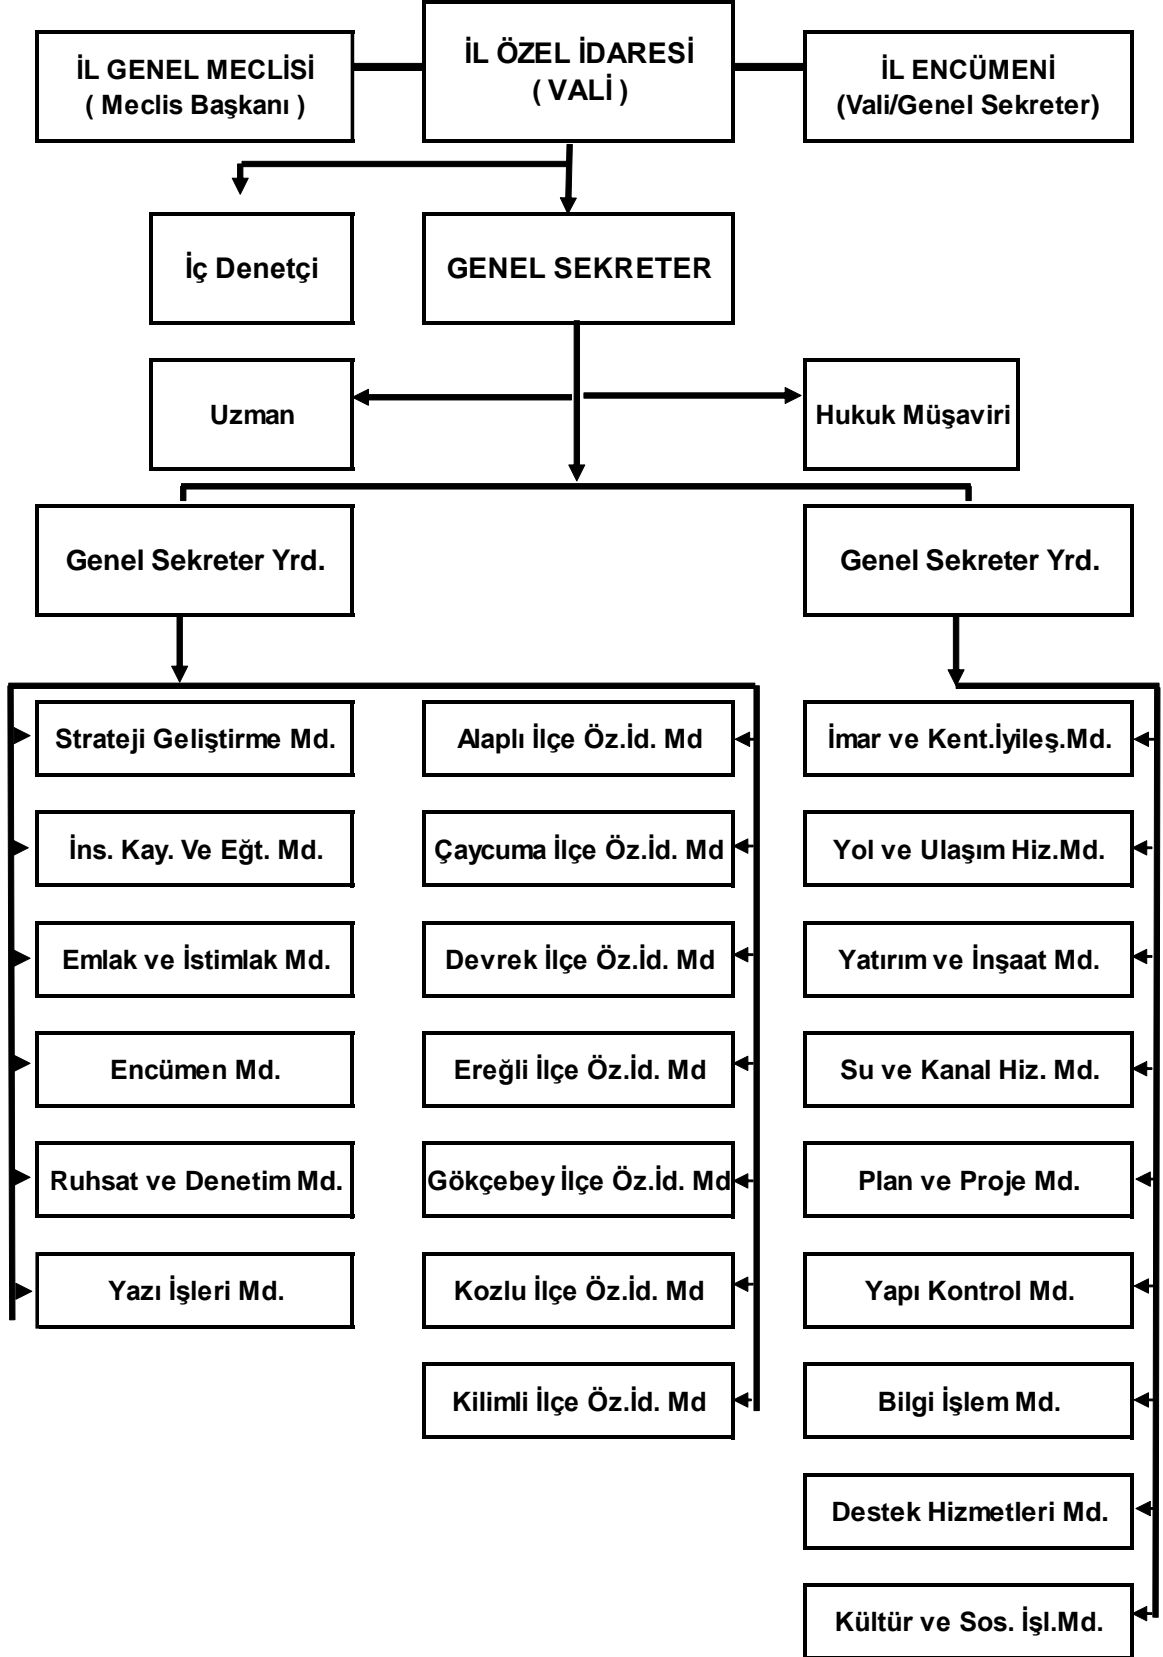 İL GENEL MECLİSİ
( Meclis Başkanı )
İL ÖZEL İDARESİ
( VALİ )
İL ENCÜMENİ
(Vali/Genel Sekreter)
İç Denetçi
GENEL SEKRETER
Uzman
Hukuk Müşaviri
Genel Sekreter Yrd.
Genel Sekreter Yrd.
Strateji Geliştirme Md.
Alaplı İlçe Öz.İd. Md
İmar ve Kent.İyileş.Md.
İns. Kay. Ve Eğt. Md.
Çaycuma İlçe Öz.İd. Md
Yol ve Ulaşım Hiz.Md.
Emlak ve İstimlak Md.
Devrek İlçe Öz.İd. Md
Yatırım ve İnşaat Md.
Encümen Md.
Ereğli İlçe Öz.İd. Md
Su ve Kanal Hiz. Md.
Ruhsat ve Denetim Md.
Gökçebey İlçe Öz.İd. Md
Plan ve Proje Md.
Yazı İşleri Md.
Kozlu İlçe Öz.İd. Md
Yapı Kontrol Md.
Kilimli İlçe Öz.İd. Md
Bilgi İşlem Md.
Destek Hizmetleri Md.
Kültür ve Sos. İşl.Md.